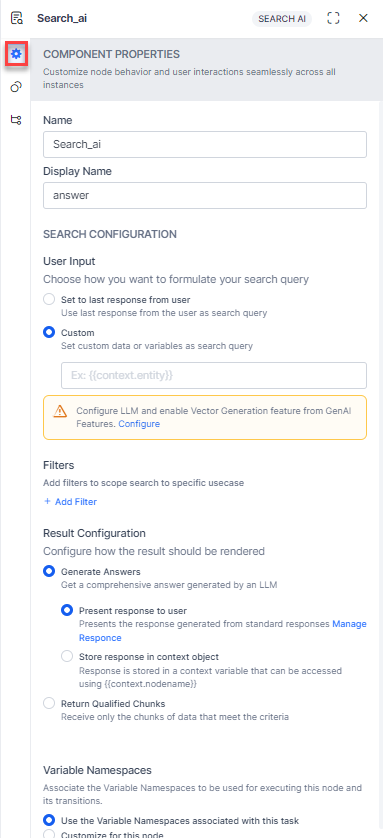 Search_ai
SEARCH AI
COMPONENT PROPERTIES
Customize node behavior and user interactions seamlessly across all
instances
Name
Search_ai
Display Name
answer
SEARCH CONFIGURATION
User Input
Choose how you want to formulate your search query
Set to last response from user
Use last response from the user as search query
Custom
Set custom data or variables as search query
Ex: {{context.entity}}
Configure LLM and enable Vector Generation feature from GenAI
Features. Configure
Filters
Add filters to scope search to specific usecase
+ Add Filter
Result Configuration
Configure how the result should be rendered
Generate Answers
Get a comprehensive answer generated by an LLM
Present response to user
Presents the response generated from standard responses Manage
Responce
Store response in context object
Response is stored in a context variable that can be accessed
using {{context.nodename}}
Return Qualified Chunks
Receive only the chunks of data that meet the criteria
Variable Namespaces
Associate the Variable Namespaces to be used for executing this node and
its transitions.
Use the Variable Namespaces associated with this task
Customize for this node